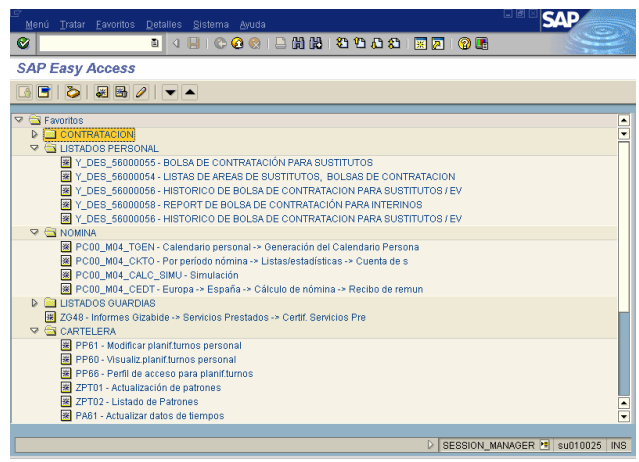 Menú Tratar Favoritos Detalles Sistema Ayuda
SAP
SAP Easy Access
Favoritos
CONTRATACION
LISTADOS PERSONAL
Y_DES_56000055 - BOLSA DE CONTRATACIÓN PARA SUSTITUTOS
Y_DES_56000054 - LISTAS DE AREAS DE SUSTITUTOS, BOLSAS DE CONTRATACION
Y_DES_56000056 - HISTORICO DE BOLSA DE CONTRATACION PARA SUSTITUTOS / EV
Y_DES_56000058 - REPORT DE BOLSA DE CONTRATACIÓN PARA INTERINOS
Y_DES_56000056 - HISTORICO DE BOLSA DE CONTRATACION PARA SUSTITUTOS / EV
NOMINA
PC00_M04_TGEN - Calendario personal -> Generación del Calendario Persona
PC00_M04_CKTO - Por período nómina -> Listas/estadísticas -> Cuenta de s
PC00_M04_CALC_SIMU - Simulación
PC00_M04_CEDT - Europa -> España -> Cálculo de nómina -> Recibo de remun
LISTADOS GUARDIAS
ZG48 - Informes Gizabide -> Servicios Prestados -> Certif. Servicios Pre
CARTELERA
PP61 - Modificar planif.turnos personal
PP60 - Visualiz.planif.turnos personal
PP66 - Perfil de acceso para planif.turnos
ZPT01 - Actualización de patrones
ZPT02 - Listado de Patrones
PA61 - Actualizar datos de tiempos
SESSION_MANAGER su010025 INS